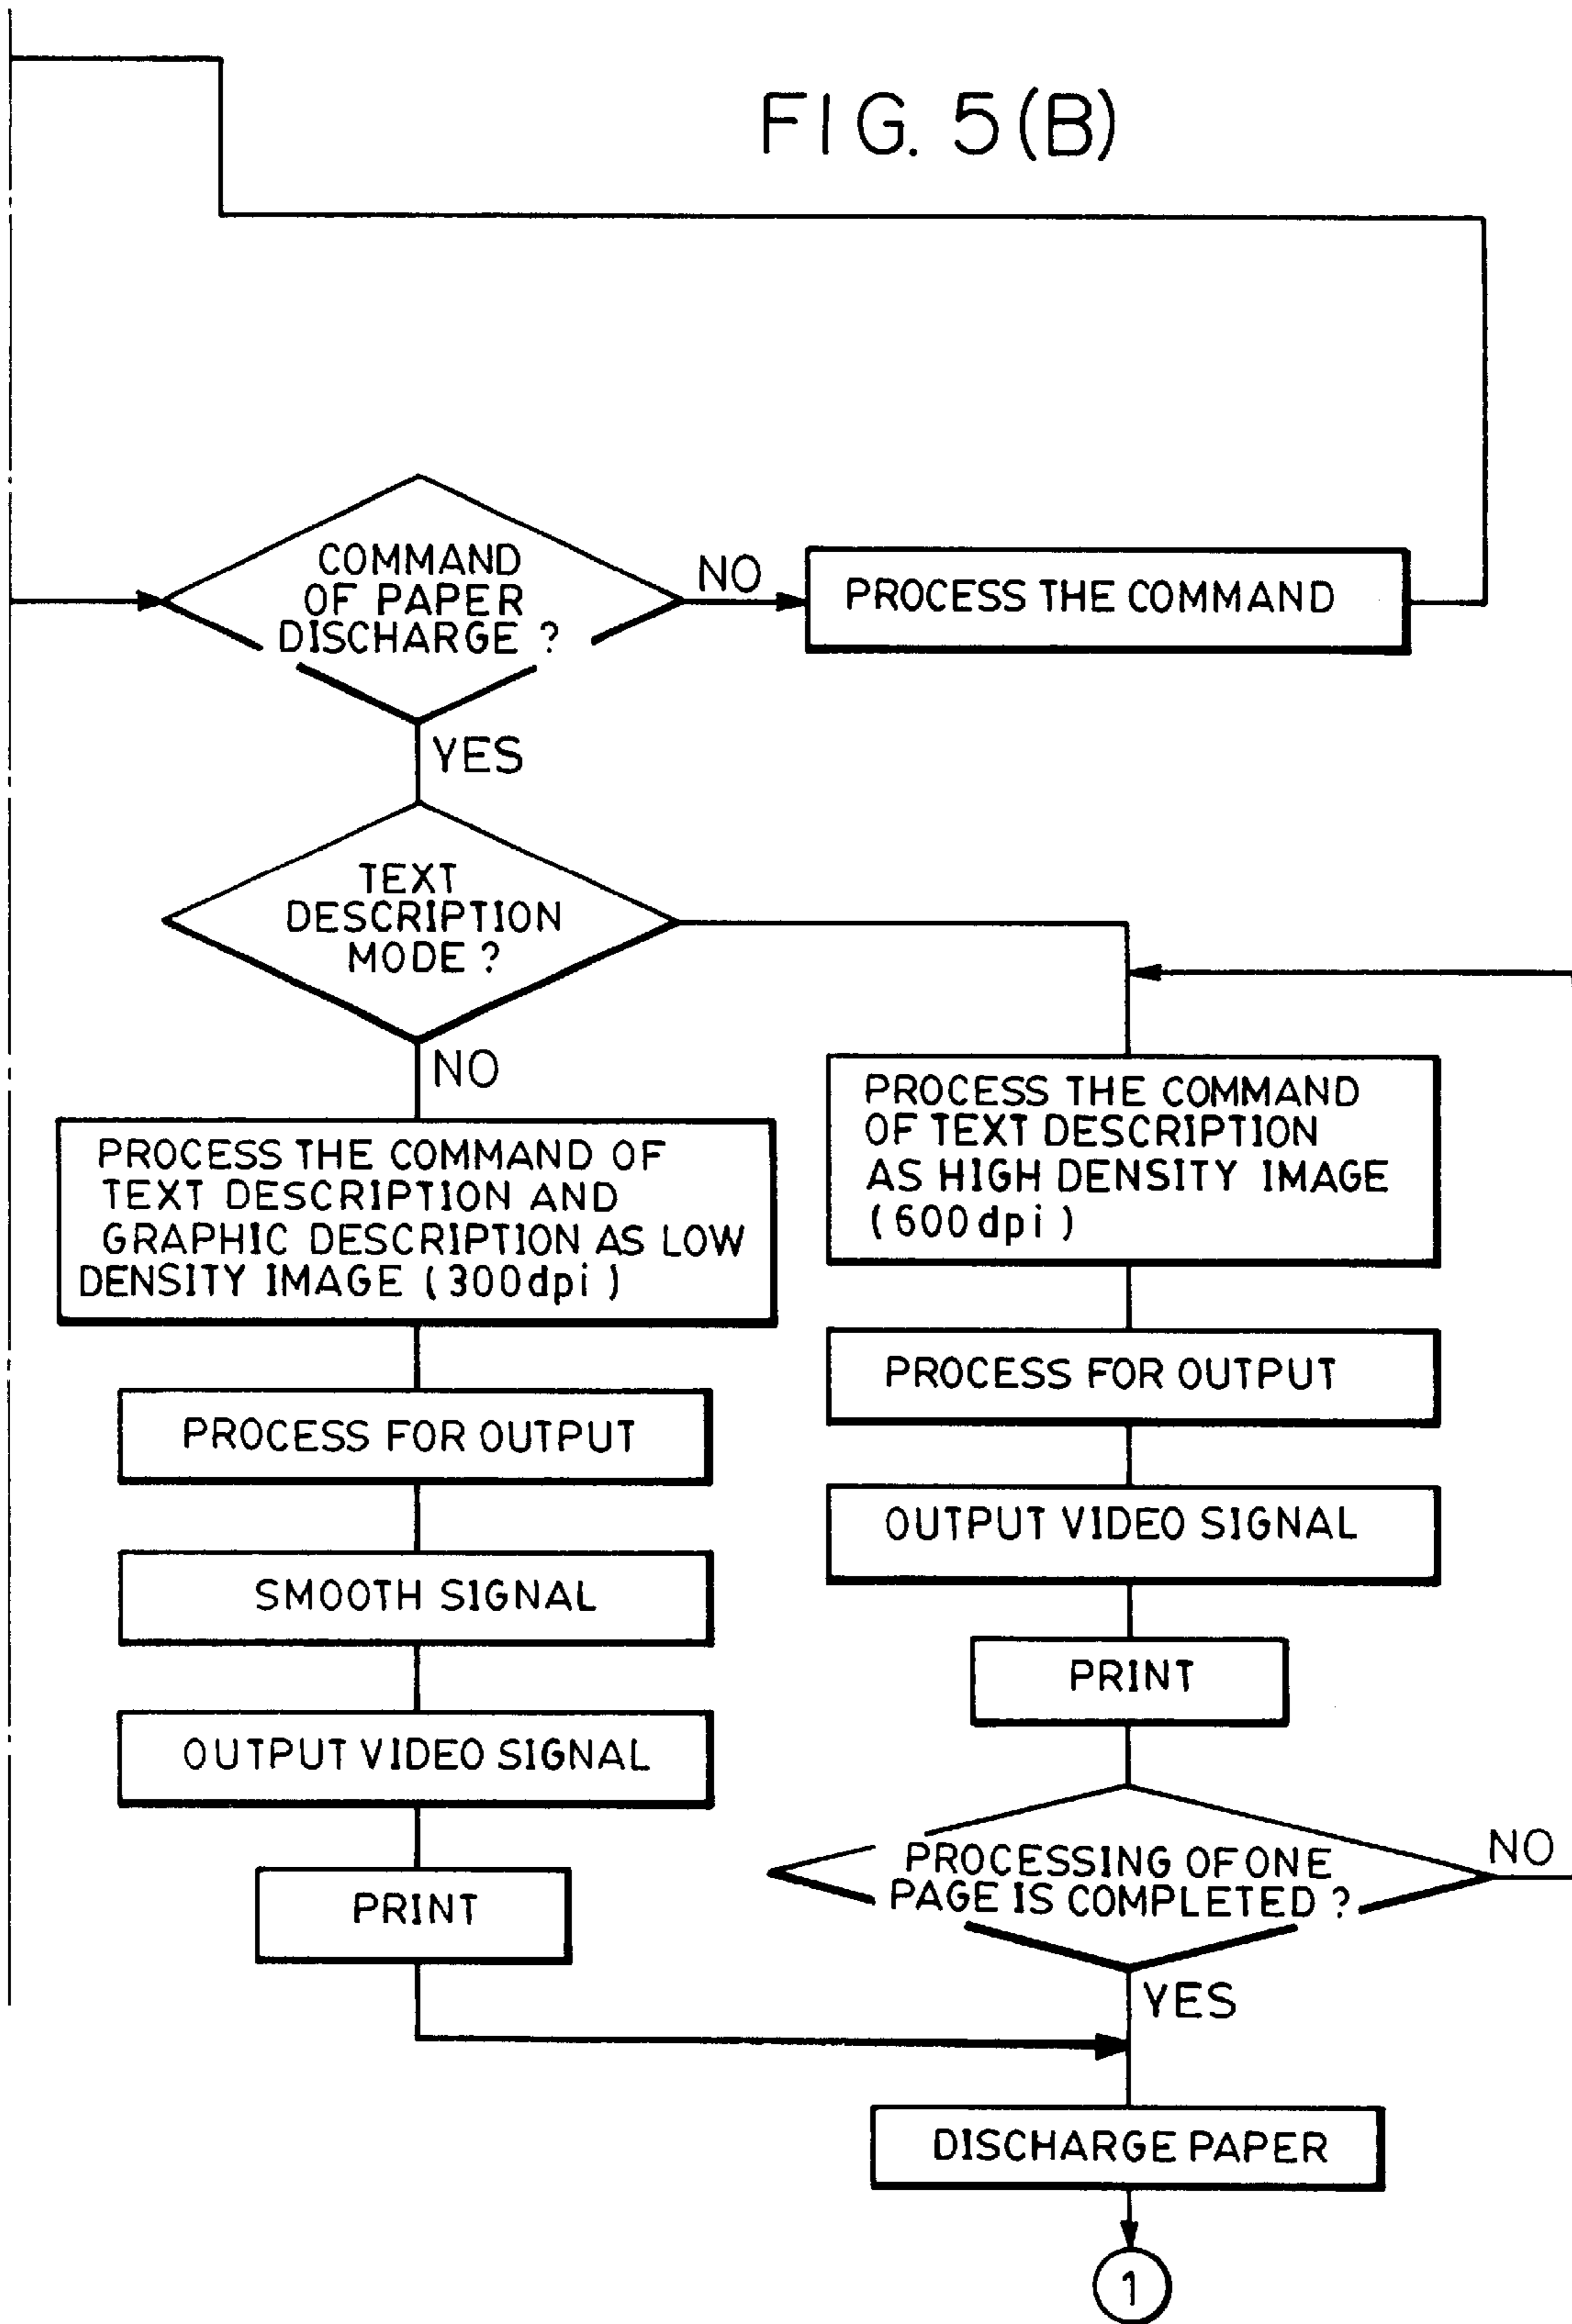 FIG. 5(B)
COMMAND
OF PAPER
DISCHARGE ?
NO
PROCESS THE COMMAND
YES
TEXT
DESCRIPTION
MODE ?
NO
PROCESS THE COMMAND OF
TEXT DESCRIPTION AND
GRAPHIC DESCRIPTION AS LOW
DENSITY IMAGE (300dpi)
PROCESS FOR OUTPUT
SMOOTH SIGNAL
OUTPUT VIDEO SIGNAL
PRINT
PROCESS THE COMMAND
OF TEXT DESCRIPTION
AS HIGH DENSITY IMAGE
(600dpi)
PROCESS FOR OUTPUT
OUTPUT VIDEO SIGNAL
PRINT
PROCESSING OF ONE
PAGE IS COMPLETED ?
NO
YES
DISCHARGE PAPER
1